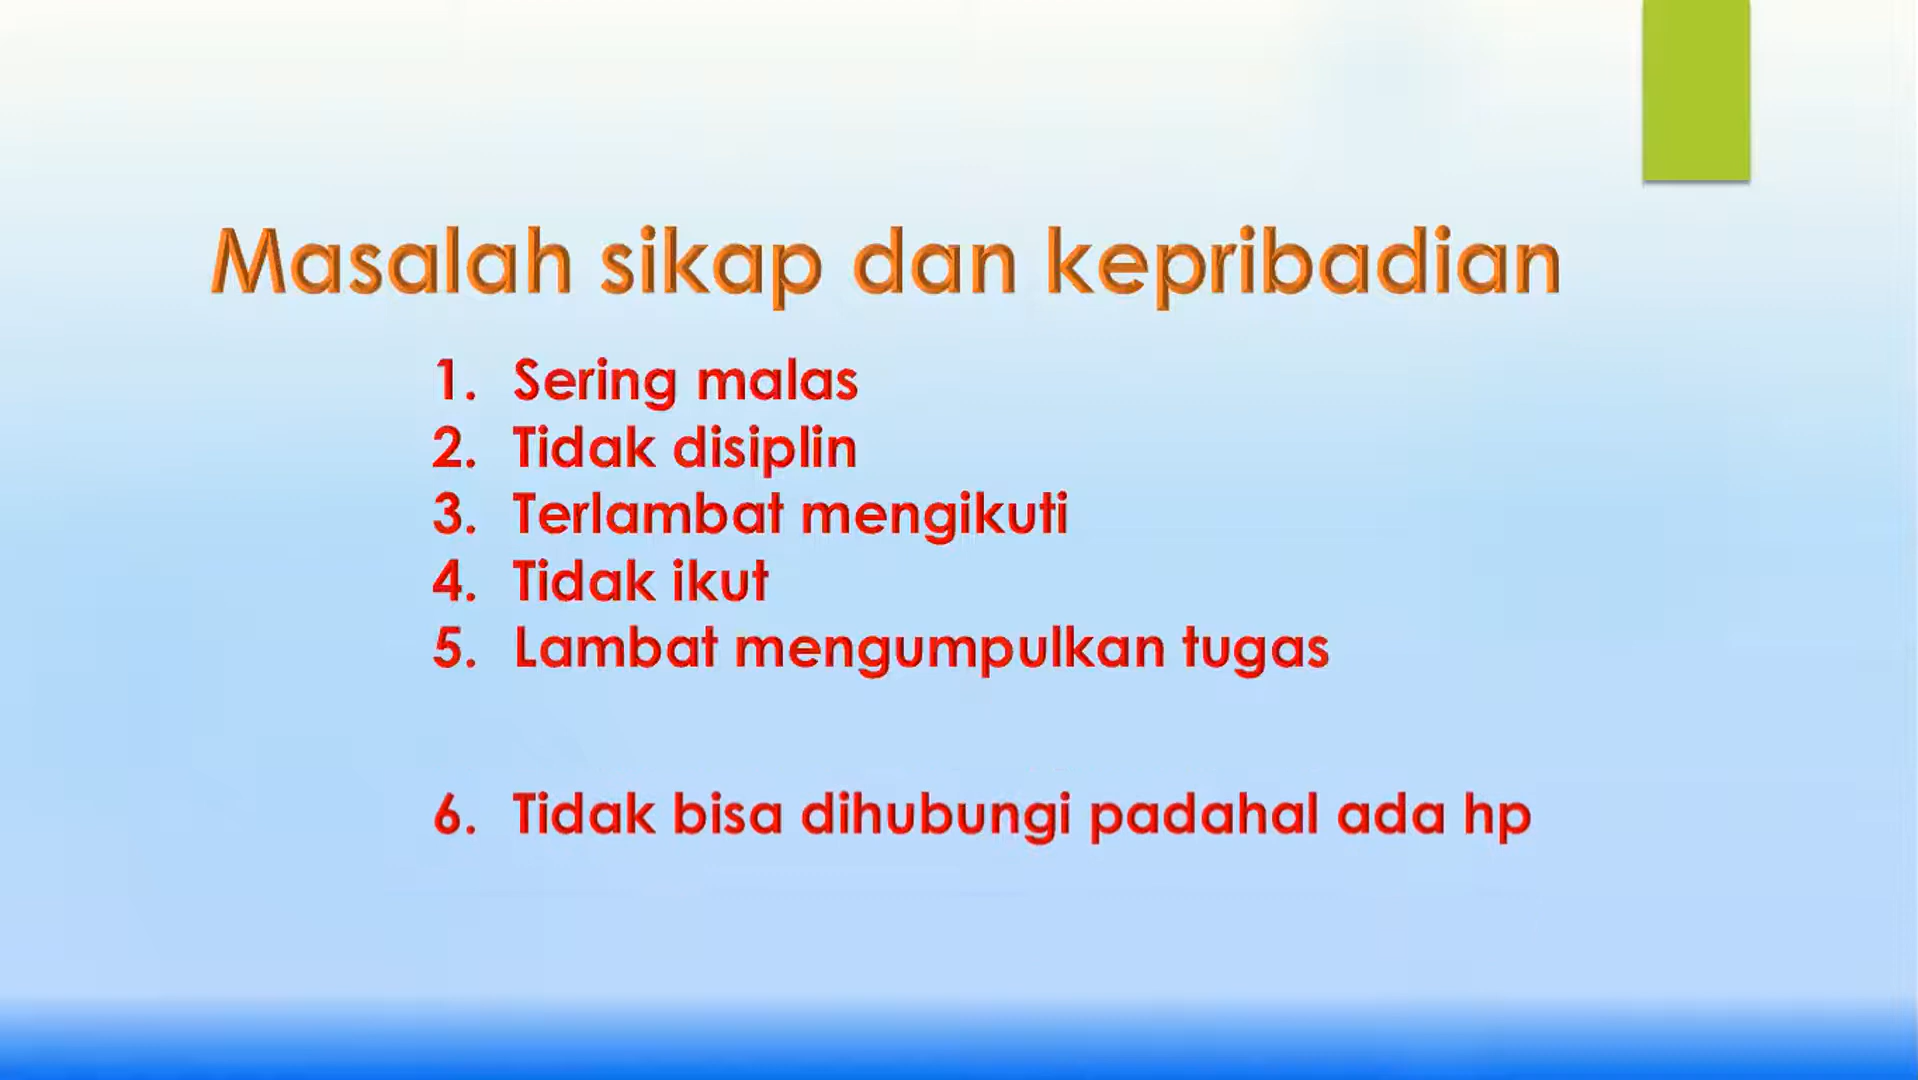 Masalah sikap dan kepribadian
1. Sering malas
2. Tidak disiplin
3. Terlambat mengikuti
4. Tidak ikut
5. Lambat mengumpulkan tugas
6. Tidak bisa dihubungi padahal ada hp